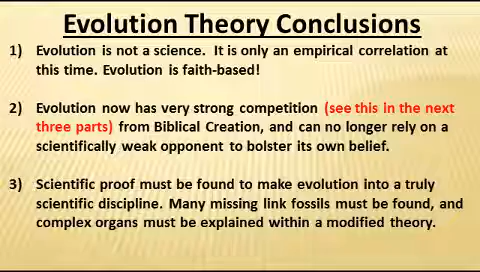 Evolution Theory Conclusions
1) Evolution is not a science. It is only an empirical correlation at
this time. Evolution is faith-based!
2) Evolution now has very strong competition (see this in the next
three parts) from Biblical Creation, and can no longer rely on a
scientifically weak opponent to bolster its own belief.
3) Scientific proof must be found to make evolution into a truly
scientific discipline. Many missing link fossils must be found, and
complex organs must be explained within a modified theory.